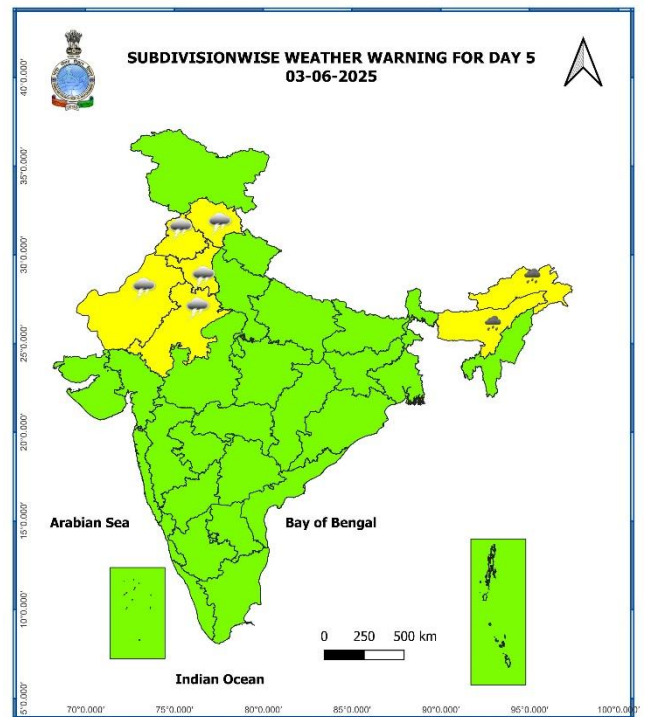 SUBDIVISIONWISE WEATHER WARNING FOR DAY 5
03-06-2025
40°0.000'
35°0.000'
30°0.000'
25°0.000'
20°0.000'
15°0.000'
10°0.000'
5°0.000'
Arabian Sea
Bay of Bengal
0 250 500 km
Indian Ocean
70°0.000' 75°0.000' 80°0.000' 85°0.000' 90°0.000' 95°0.000' 100°0.000'